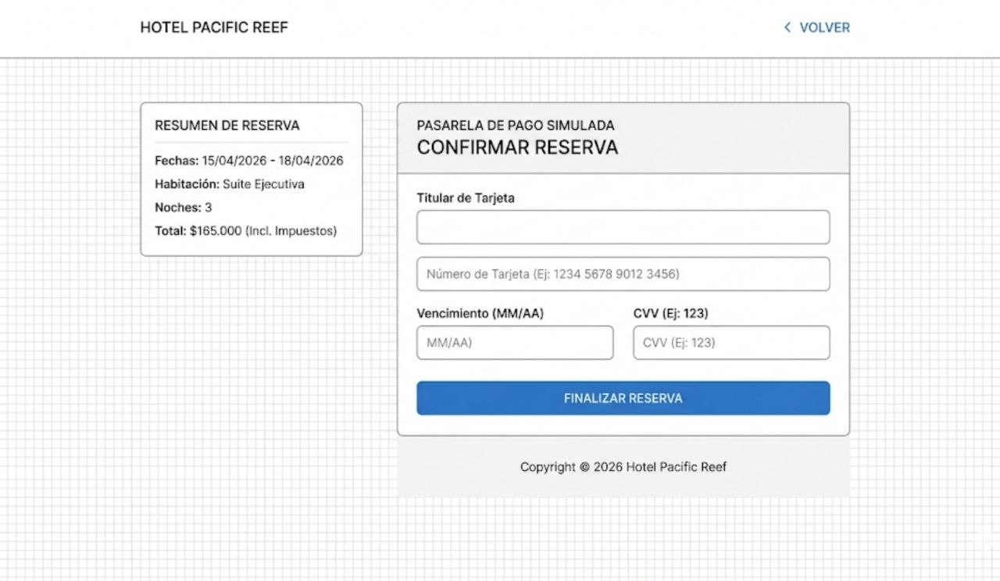 HOTEL PACIFIC REEF
VOLVER
RESUMEN DE RESERVA
Fechas: 15/04/2026 - 18/04/2026
Habitación: Suite Ejecutiva
Noches: 3
Total: $165.000 (Incl. Impuestos)
PASARELA DE PAGO SIMULADA
CONFIRMAR RESERVA
Titular de Tarjeta
Número de Tarjeta (Ej: 1234 5678 9012 3456)
Vencimiento (MM/AA)
CVV (Ej: 123)
MM/AA)
CVV (Ej: 123)
FINALIZAR RESERVA
Copyright © 2026 Hotel Pacific Reef